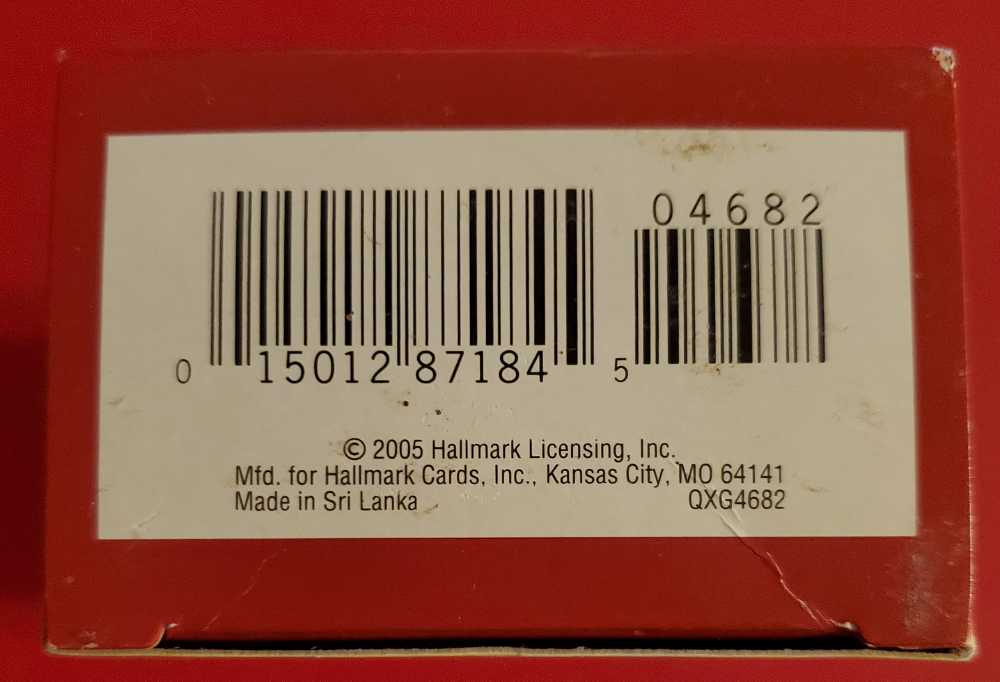 04682
0 15012 87184 5
© 2005 Hallmark Licensing, Inc.
Mfd. for Hallmark Cards, Inc., Kansas City, MO 64141
Made in Sri Lanka QXG4682